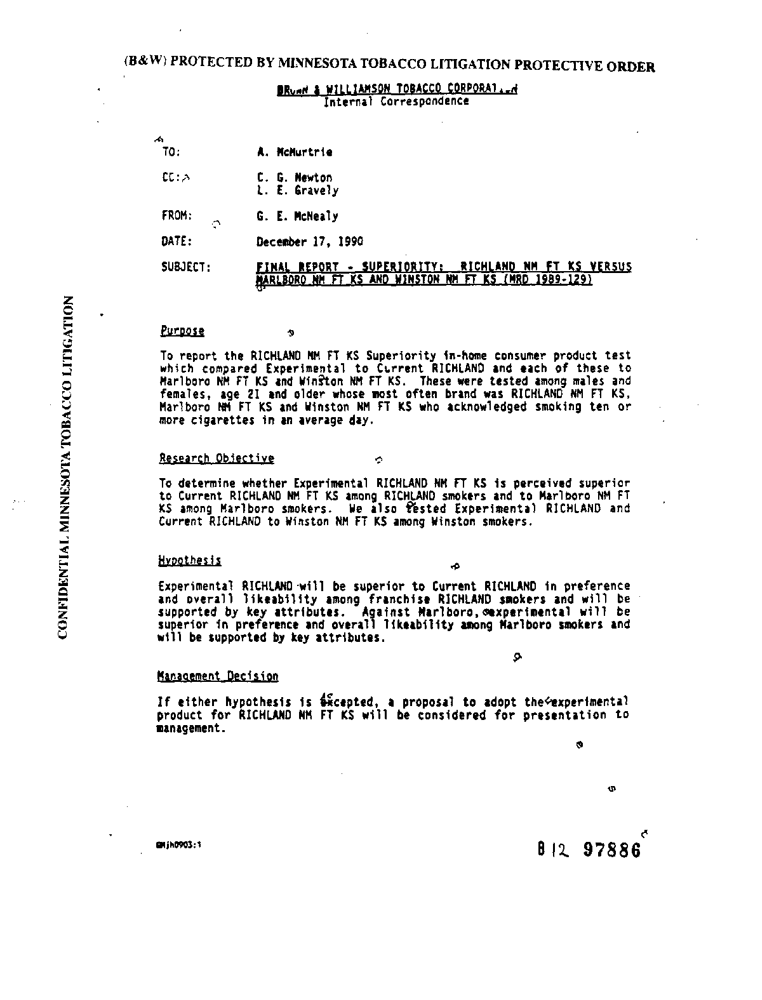 (B&W) PROTECTED BY MINNESOTA TOBACCO LITIGATION PROTECTIVE ORDER
& WILLIAMSON TOBACCO
Internal Correspondence
TO: A. McMurtrie
CC: C. G. Newton
L. E. Gravely
FROM: G. E. McNealy
DATE: December 17, 1990
SUBJECT: FINAL REPORT - SUPERIORITY: RICHLAND NM FT KS VERSUS
MARLBORO NM FT KS AND WINSTON NM FT KS (MRD 1989-129)
Purpose
To report the RICHLAND NM FT KS Superiority in-home consumer product test
which compared Experimental to Current RICHLAND and each of these to
Marlboro NM FT KS and Winston NM FT KS. These were tested among males and
females, age 21 and older whose most often brand was RICHLAND NM FT KS,
Marlboro NM FT KS and Winston NM FT KS who acknowledged smoking ten or
more cigarettes in an average day.
Research Objective
To determine whether Experimental RICHLAND NM FT KS is perceived superior
to Current RICHLAND NM FT KS among RICHLAND smokers and to Marlboro NM FT
KS among Marlboro smokers. We also tested Experimental RICHLAND and
Current RICHLAND to Winston NM FT KS among Winston smokers.
Hypothesis
Experimental RICHLAND will be superior to Current RICHLAND in preference
and overall likeability among franchise RICHLAND smokers and will be
supported by key attributes. Against Marlboro, experimental will be
superior in preference and overall likeability among Marlboro smokers and
will be supported by key attributes.
Management Decision
If either hypothesis is excepted, a proposal to adopt the experimental
product for RICHLAND NM FT KS will be considered for presentation to
management.
812 97886
CONFIDENTIAL MINNESOTA TOBACCO LITIGATION